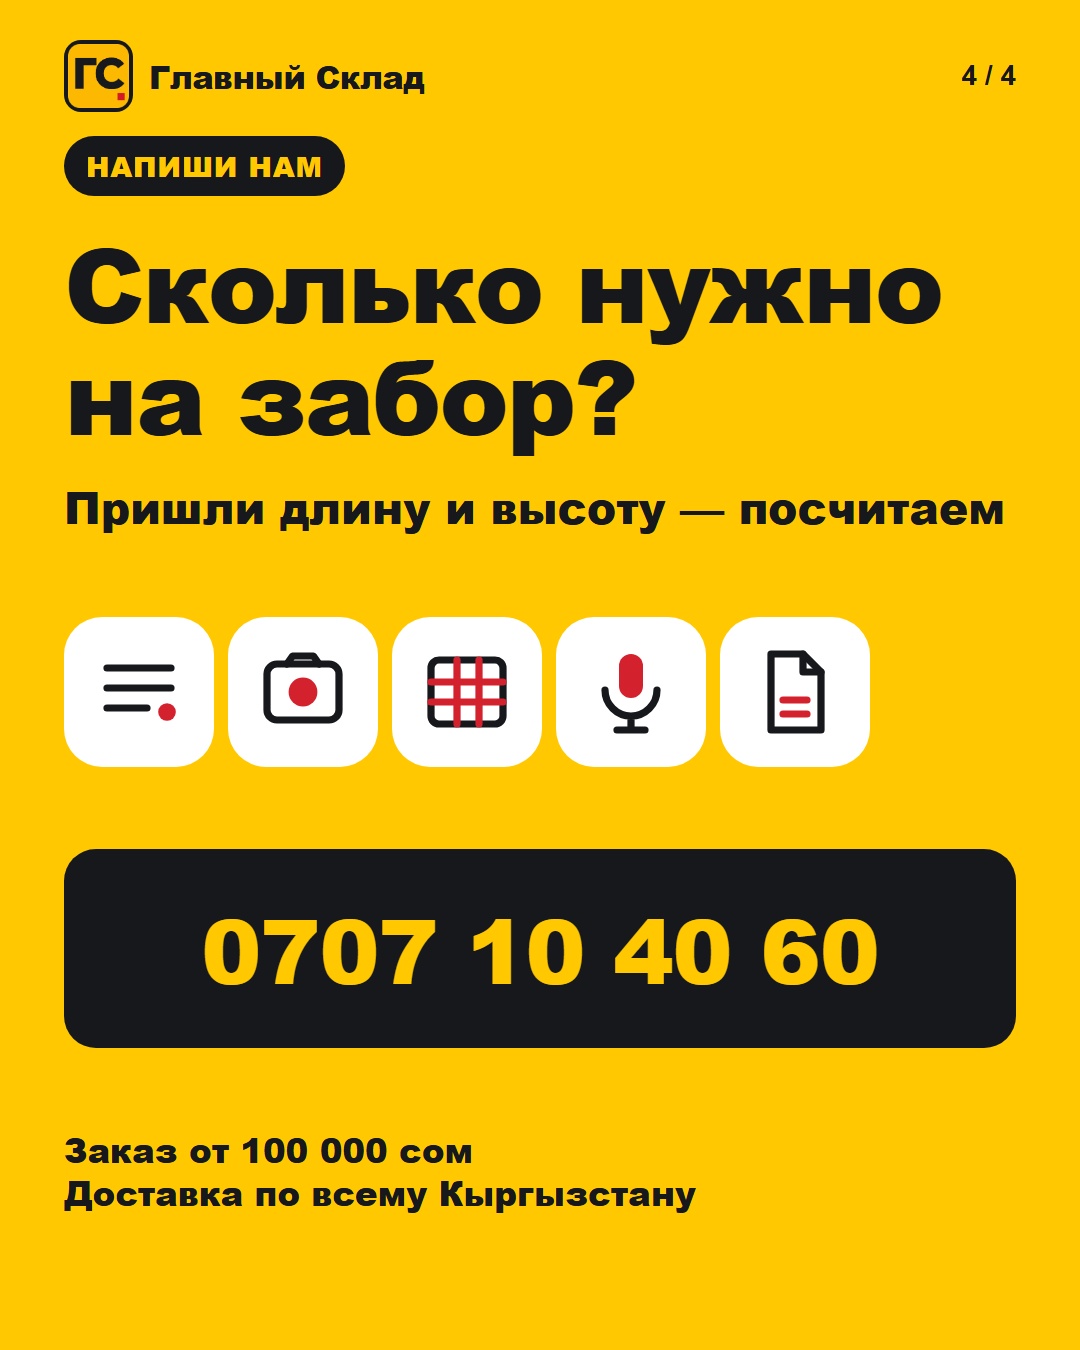 ГС
Главный Склад
4 / 4
НАПИШИ НАМ
Сколько нужно
на забор?
Пришли длину и высоту — посчитаем
0707 10 40 60
Заказ от 100 000 сом
Доставка по всему Кыргызстану